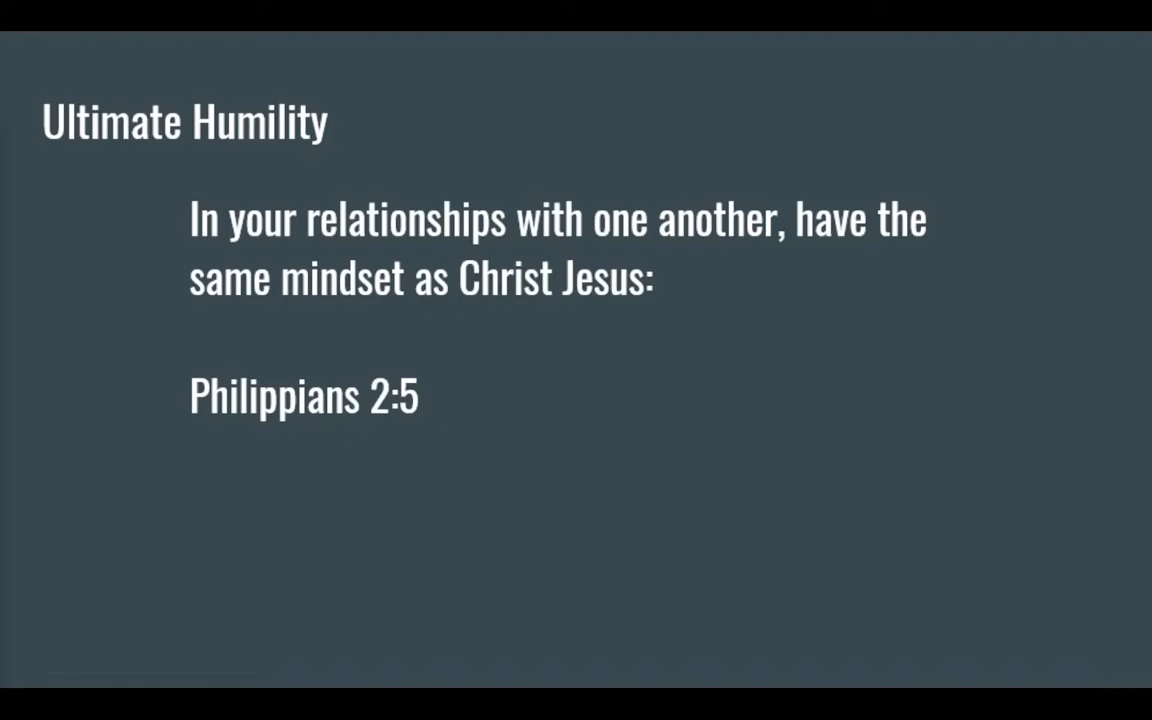 Ultimate Humility
In your relationships with one another, have the
same mindset as Christ Jesus:
Philippians 2:5